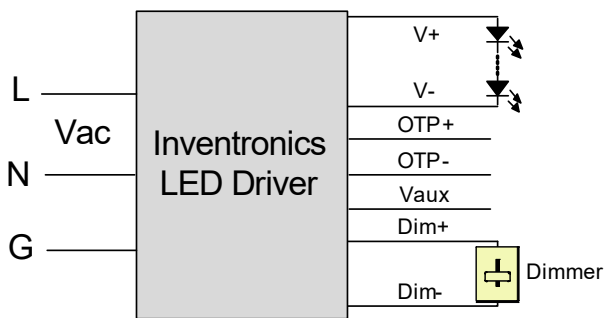 L
Vac
N
G
Inventronics
LED Driver
V+
V-
OTP+
OTP-
Vaux
Dim+
Dim-
Dimmer